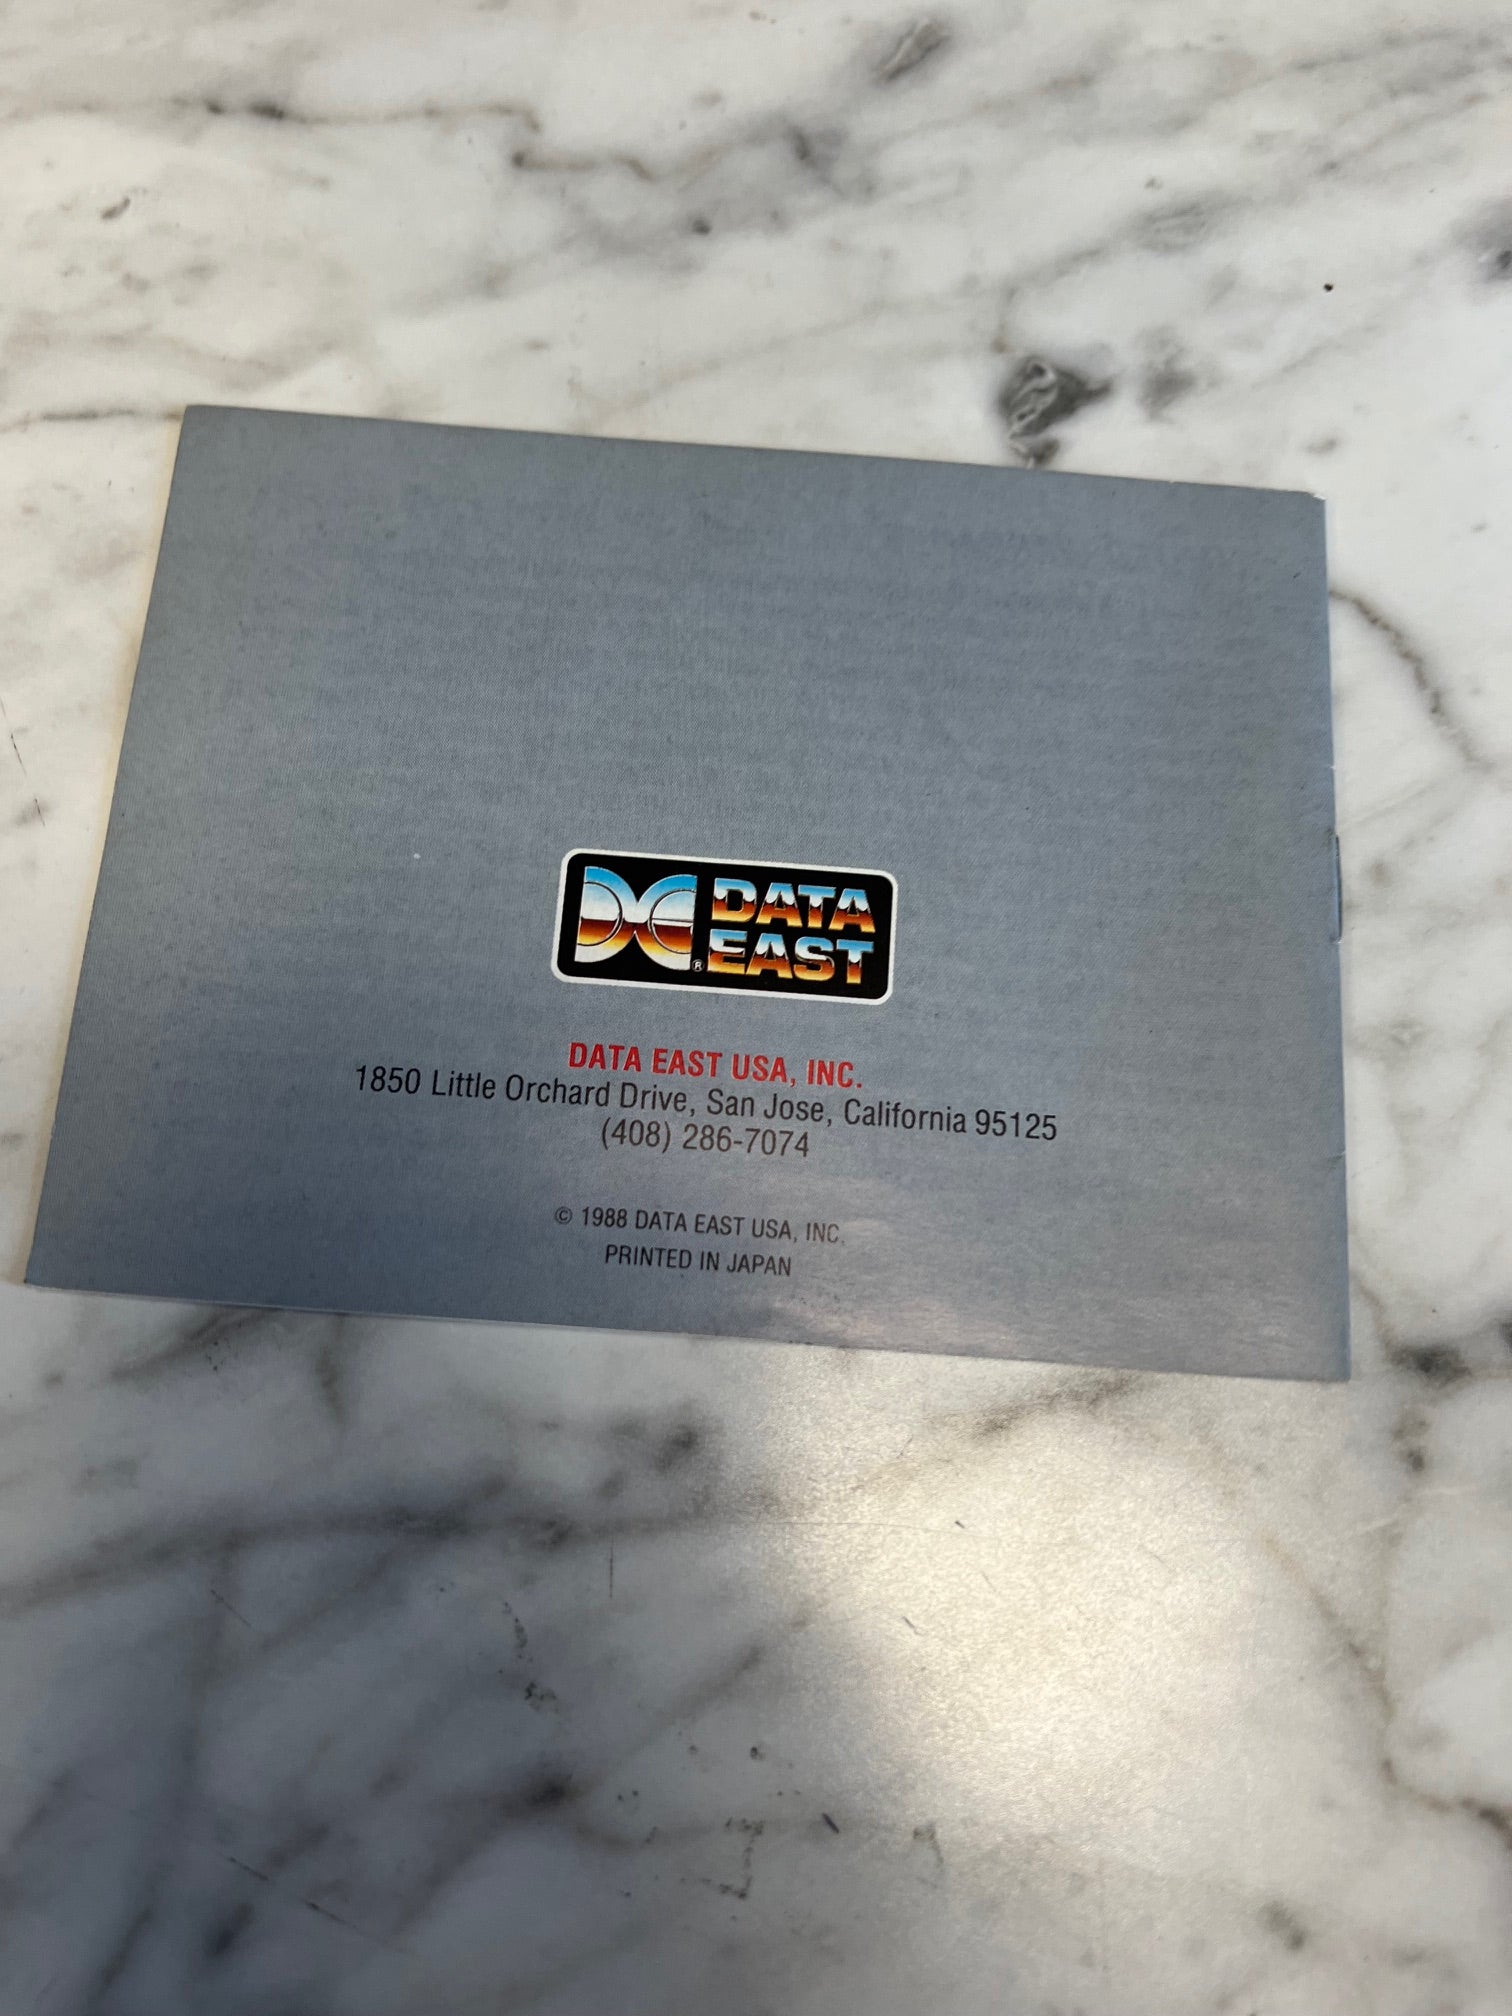 DATA
EAST
®
DATA EAST USA, INC.
1850 Little Orchard Drive, San Jose, California 95125
(408) 286-7074
© 1988 DATA EAST USA, INC.
PRINTED IN JAPAN